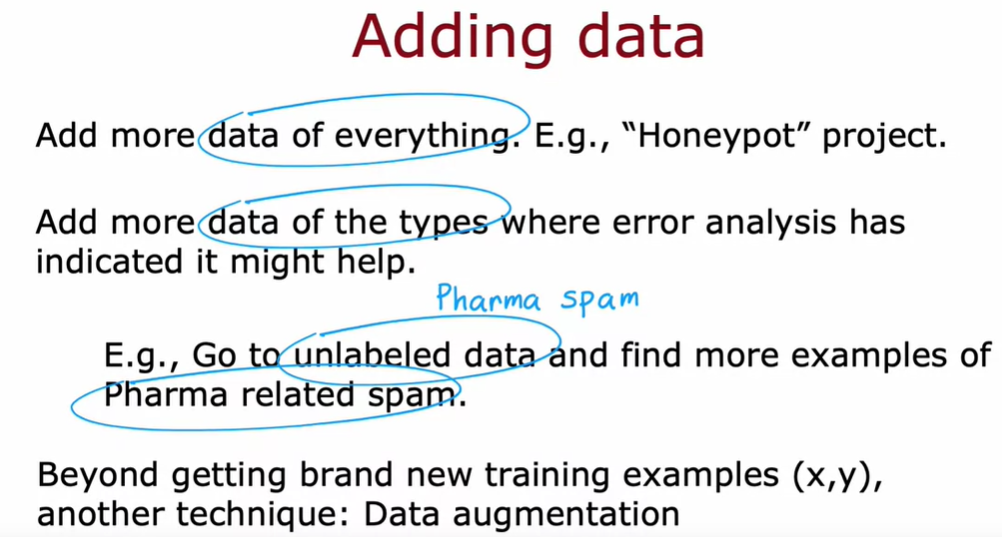 Adding data
Add more data of everything. E.g., “Honeypot” project.
Add more data of the types where error analysis has
indicated it might help.
Pharma spam
E.g., Go to unlabeled data and find more examples of
Pharma related spam.
Beyond getting brand new training examples (x,y),
another technique: Data augmentation